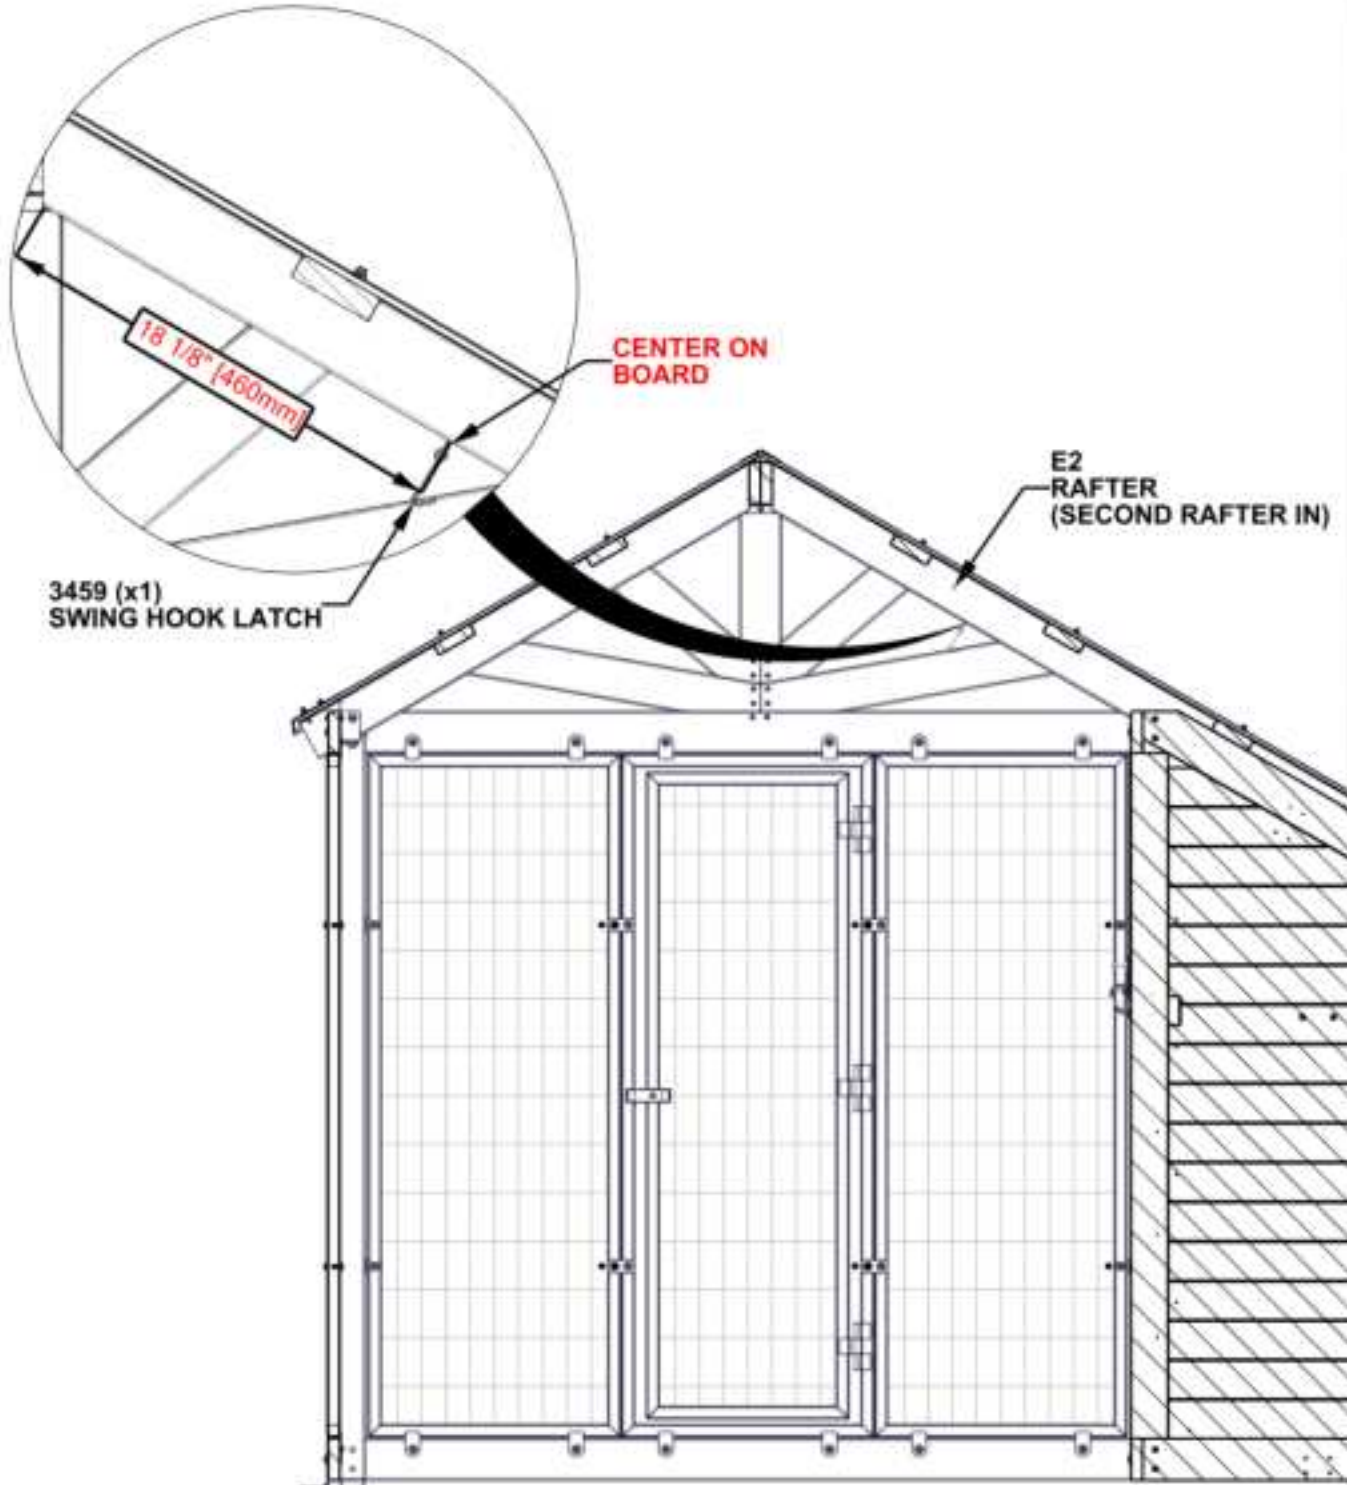 18 1/8" [460mm]
CENTER ON
BOARD
E2
RAFTER
(SECOND RAFTER IN)
3459 (x1)
SWING HOOK LATCH